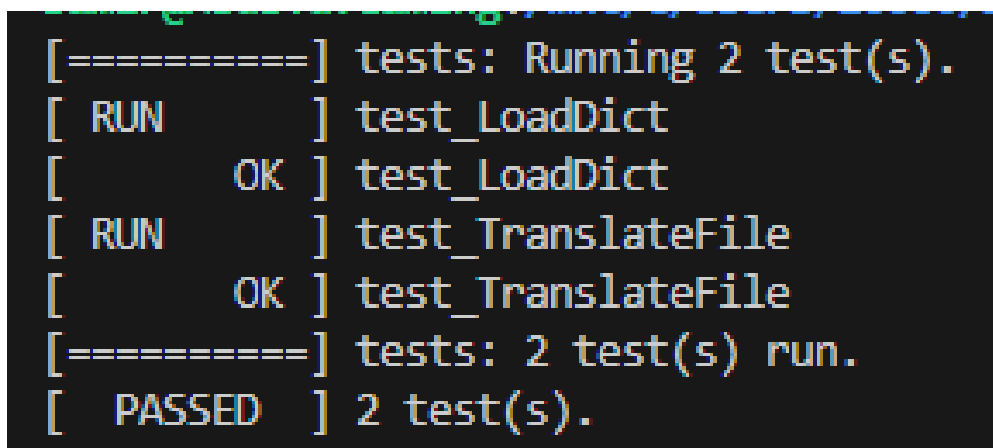 [==========] tests: Running 2 test(s).
[ RUN      ] test_LoadDict
[       OK ] test_LoadDict
[ RUN      ] test_TranslateFile
[       OK ] test_TranslateFile
[==========] tests: 2 test(s) run.
[  PASSED  ] 2 test(s).